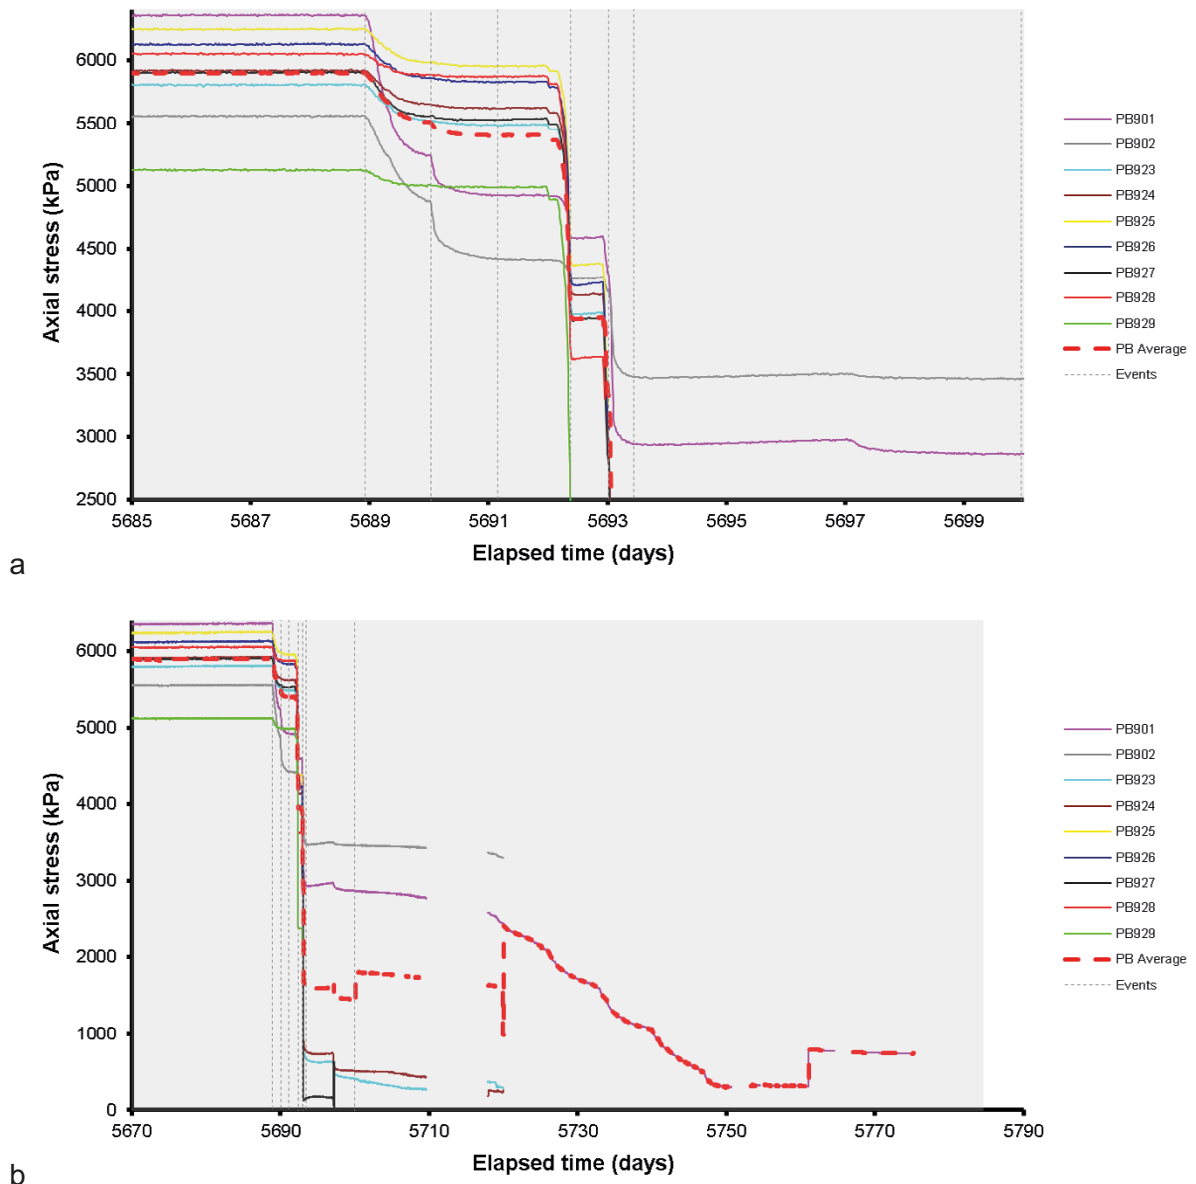 6000
5500
5000
4500
4000
3500
3000
2500
Axial stress (kPa)
5685 5687 5689 5691 5693 5695 5697 5699
Elapsed time (days)
PB901
PB902
PB923
PB924
PB925
PB926
PB927
PB928
PB929
PB Average
Events
a
6000
5000
4000
3000
2000
1000
0
Axial stress (kPa)
5670 5690 5710 5730 5750 5770 5790
Elapsed time (days)
PB901
PB902
PB923
PB924
PB925
PB926
PB927
PB928
PB929
PB Average
Events
b